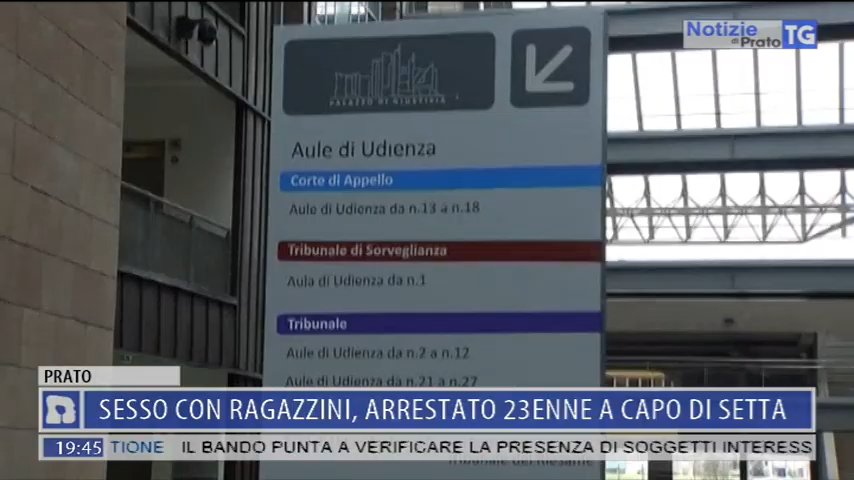 Notizie
di Prato TG
PALAZZO DI GIUSTIZIA
Aule di Udienza
Corte di Appello
Aule di Udienza da n.13 a n.18
Tribunale di Sorveglianza
Aula di Udienza da n.1
Tribunale
Aule di Udienza da n.2 a n.12
Aule di Udienza da n.21 a n.27
PRATO
SESSO CON RAGAZZINI, ARRESTATO 23ENNE A CAPO DI SETTA
19:45 TIONE IL BANDO PUNTA A VERIFICARE LA PRESENZA DI SOGGETTI INTERESS
Tribunale del Riesame